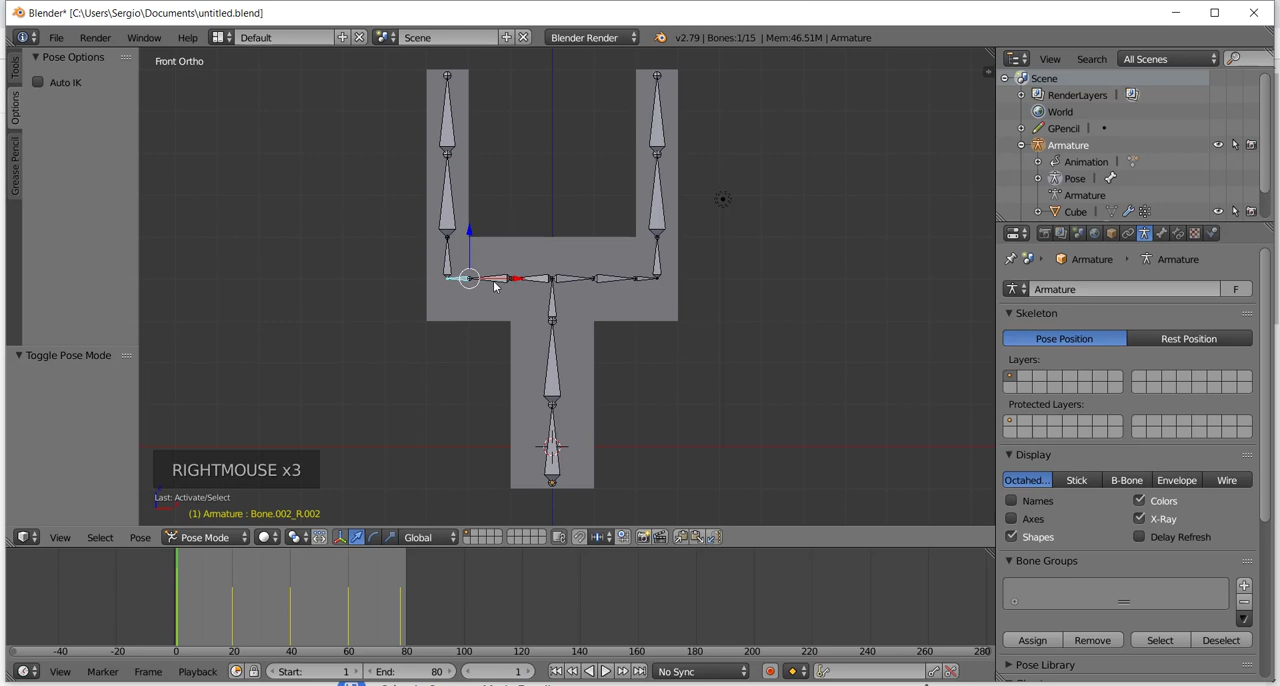 Blender* [C:\Users\Sergio\Documents\untitled.blend]
File Render Window Help Default Scene Blender Render v2.79 | Bones:1/15 | Mem:46.51M | Armature
Tools
Options
Grease Pencil
Pose Options
Auto IK
Toggle Pose Mode
Front Ortho
RIGHTMOUSE x3
Last: Activate/Select
(1) Armature : Bone.002_R.002
View Select Pose Pose Mode Global
-40 -20 0 20 40 60 80 100 120 140 160 180 200 220 240 260 280
View Marker Frame Playback Start: 1 End: 80 1 No Sync
View Search All Scenes
Scene
RenderLayers
World
GPencil
Armature
Animation
Pose
Armature
Cube
Armature Armature
Armature F
Skeleton
Pose Position Rest Position
Layers:
Protected Layers:
Display
Octahed... Stick B-Bone Envelope Wire
Names Colors
Axes X-Ray
Shapes Delay Refresh
Bone Groups
Assign Remove Select Deselect
Pose Library